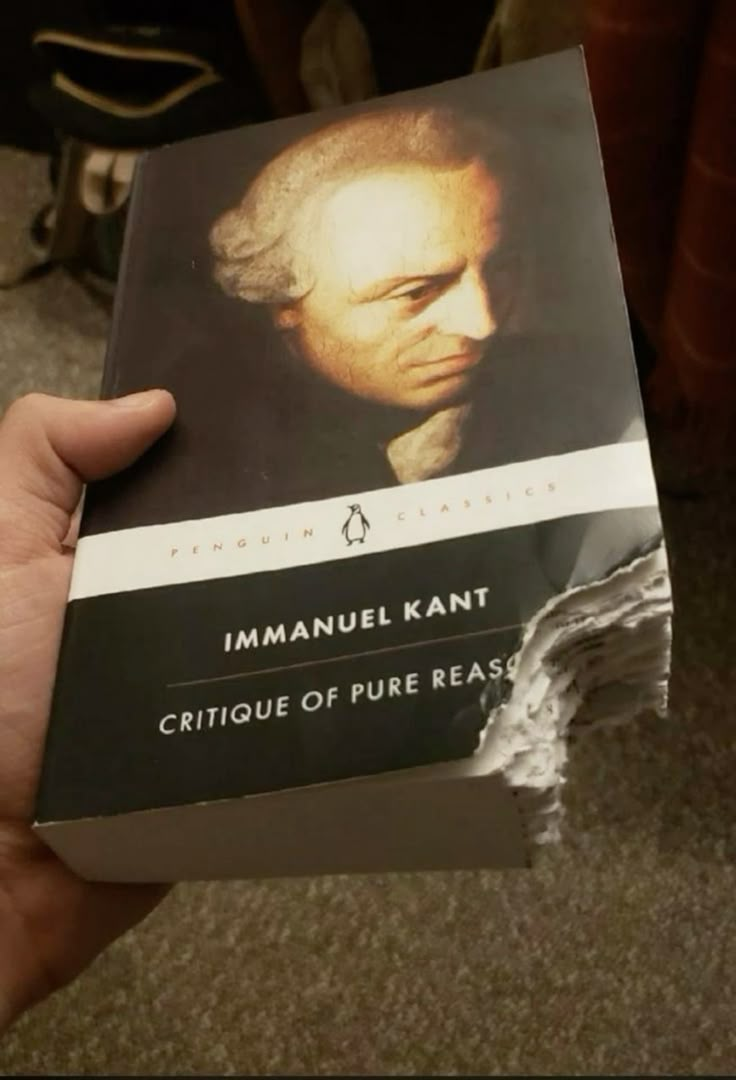 PENGUIN CLASSICS
IMMANUEL KANT
CRITIQUE OF PURE REAS